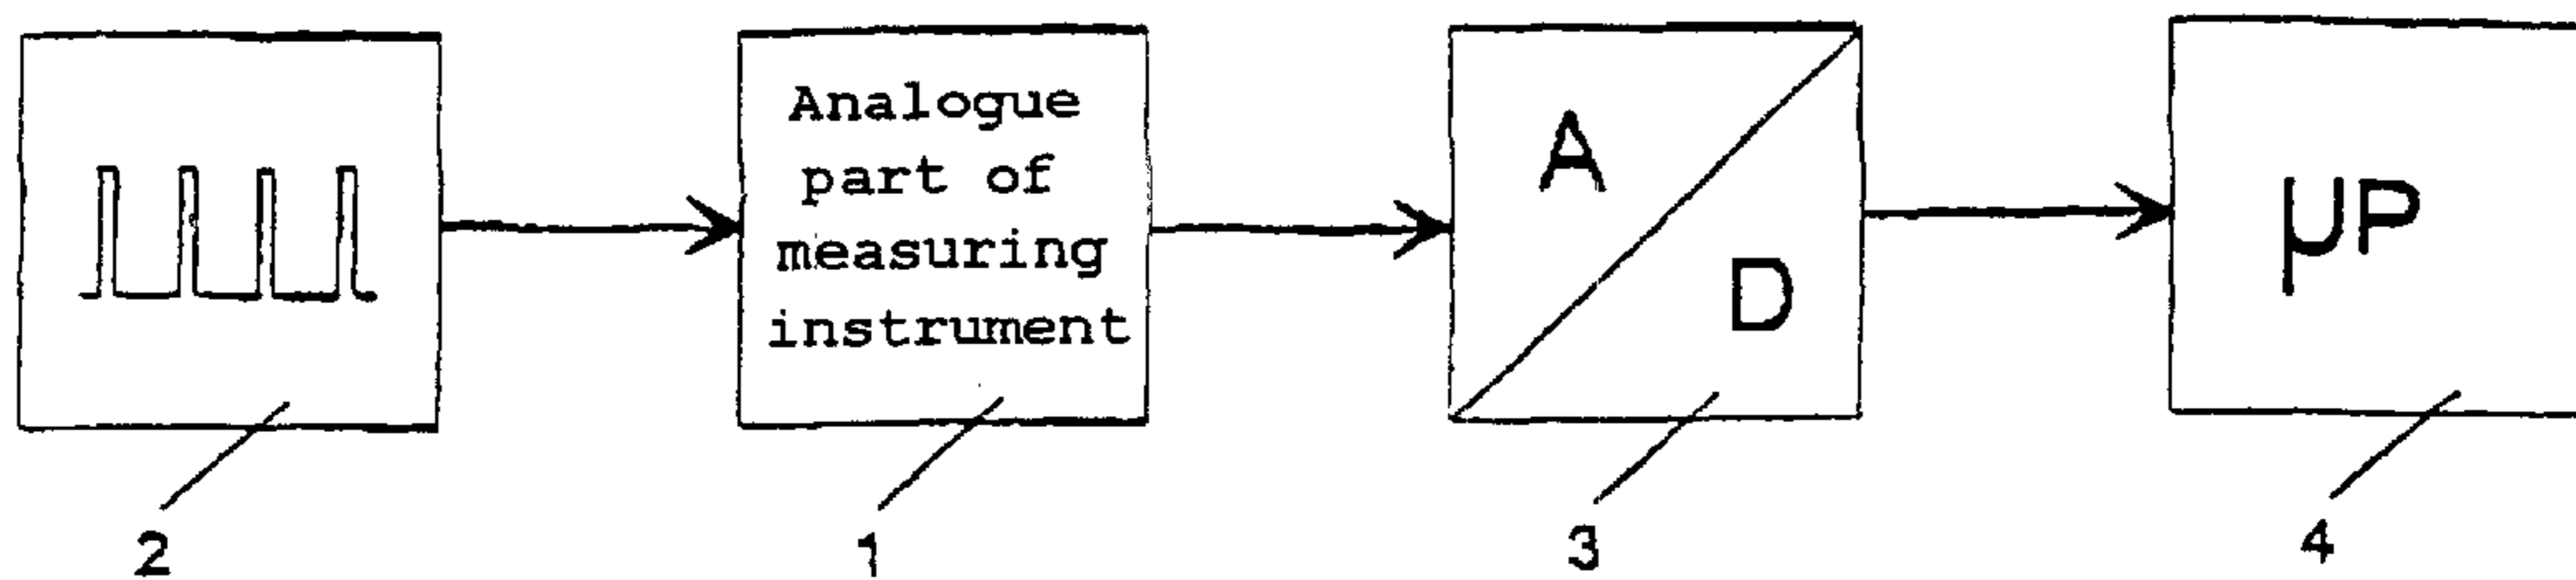 Analogue
part of
measuring
instrument
A
D
μP
2
1
3
4